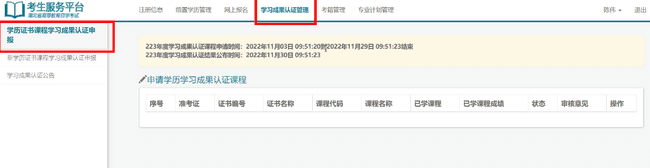 考生服务平台
湖北省高等教育自学考试
注册信息 前置学历管理 网上报名 学习成果认证管理 考籍管理 专业计划管理 陈伟 退出
学历证书课程学习成果认证申报
非学历证书课程学习成果认证申报
学习成果认证公告
223年度学习成果认证课程申请时间：2022年11月03日 09:51:20到2022年11月29日 09:51:23结束
223年度学习成果认证结果公布时间：2022年11月30日 09:51:23
申请学历学习成果认证课程
序号 准考证 证书编号 证书名称 课程代码 课程名称 已学课程 已学课程成绩 状态 审核意见 操作